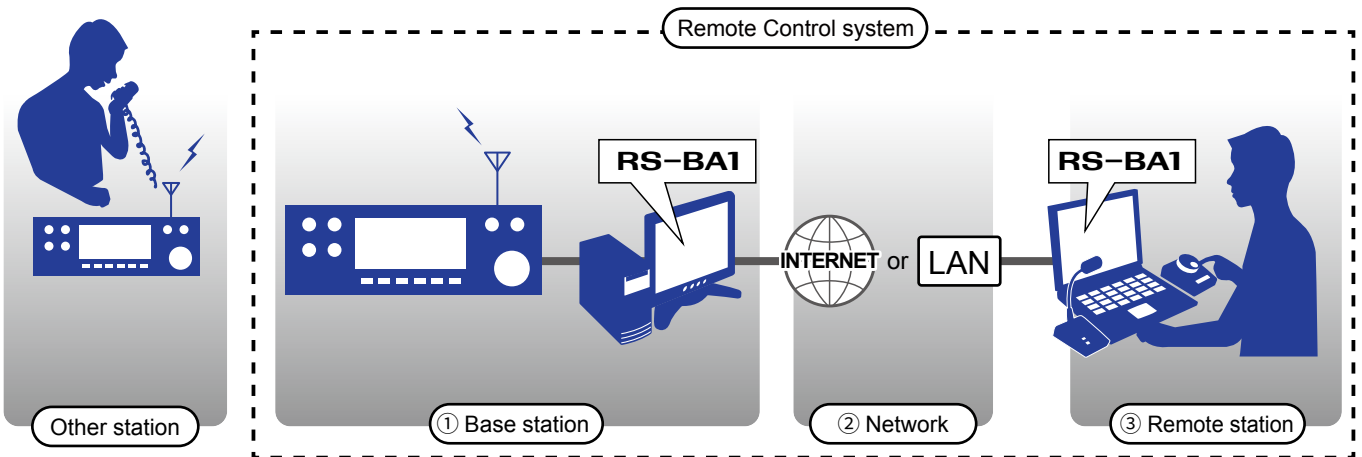 Remote Control system
RS-BA1
RS-BA1
INTERNET or LAN
Other station
① Base station
② Network
③ Remote station